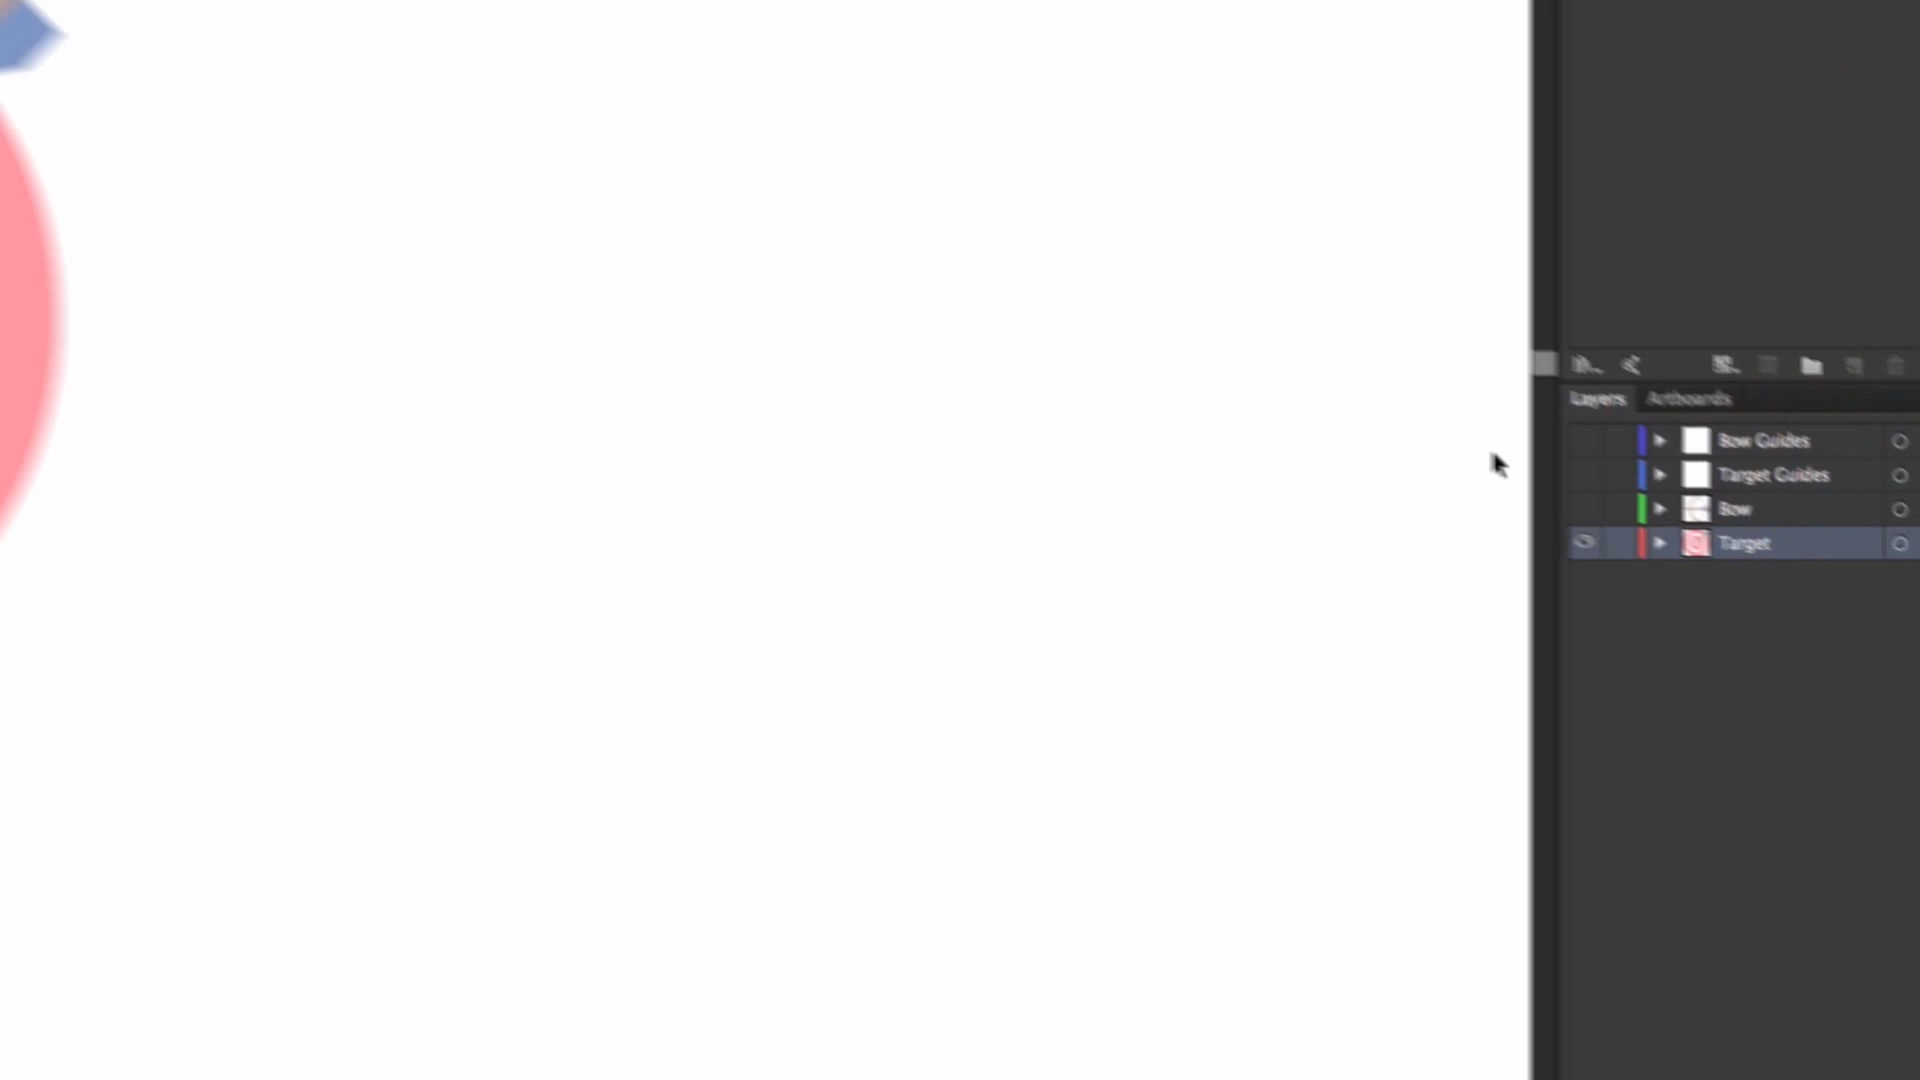 Layers Artboards
Bow Guides
Target Guides
Bow
Target